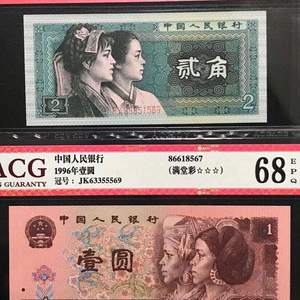 中国人民银行
贰角
2
2
ACG
GUARANTY
中国人民银行
1996年壹圆
冠号：JK63355569
86618567
(满堂彩☆☆☆)
68
EPQ
中国人民银行
壹圆
1